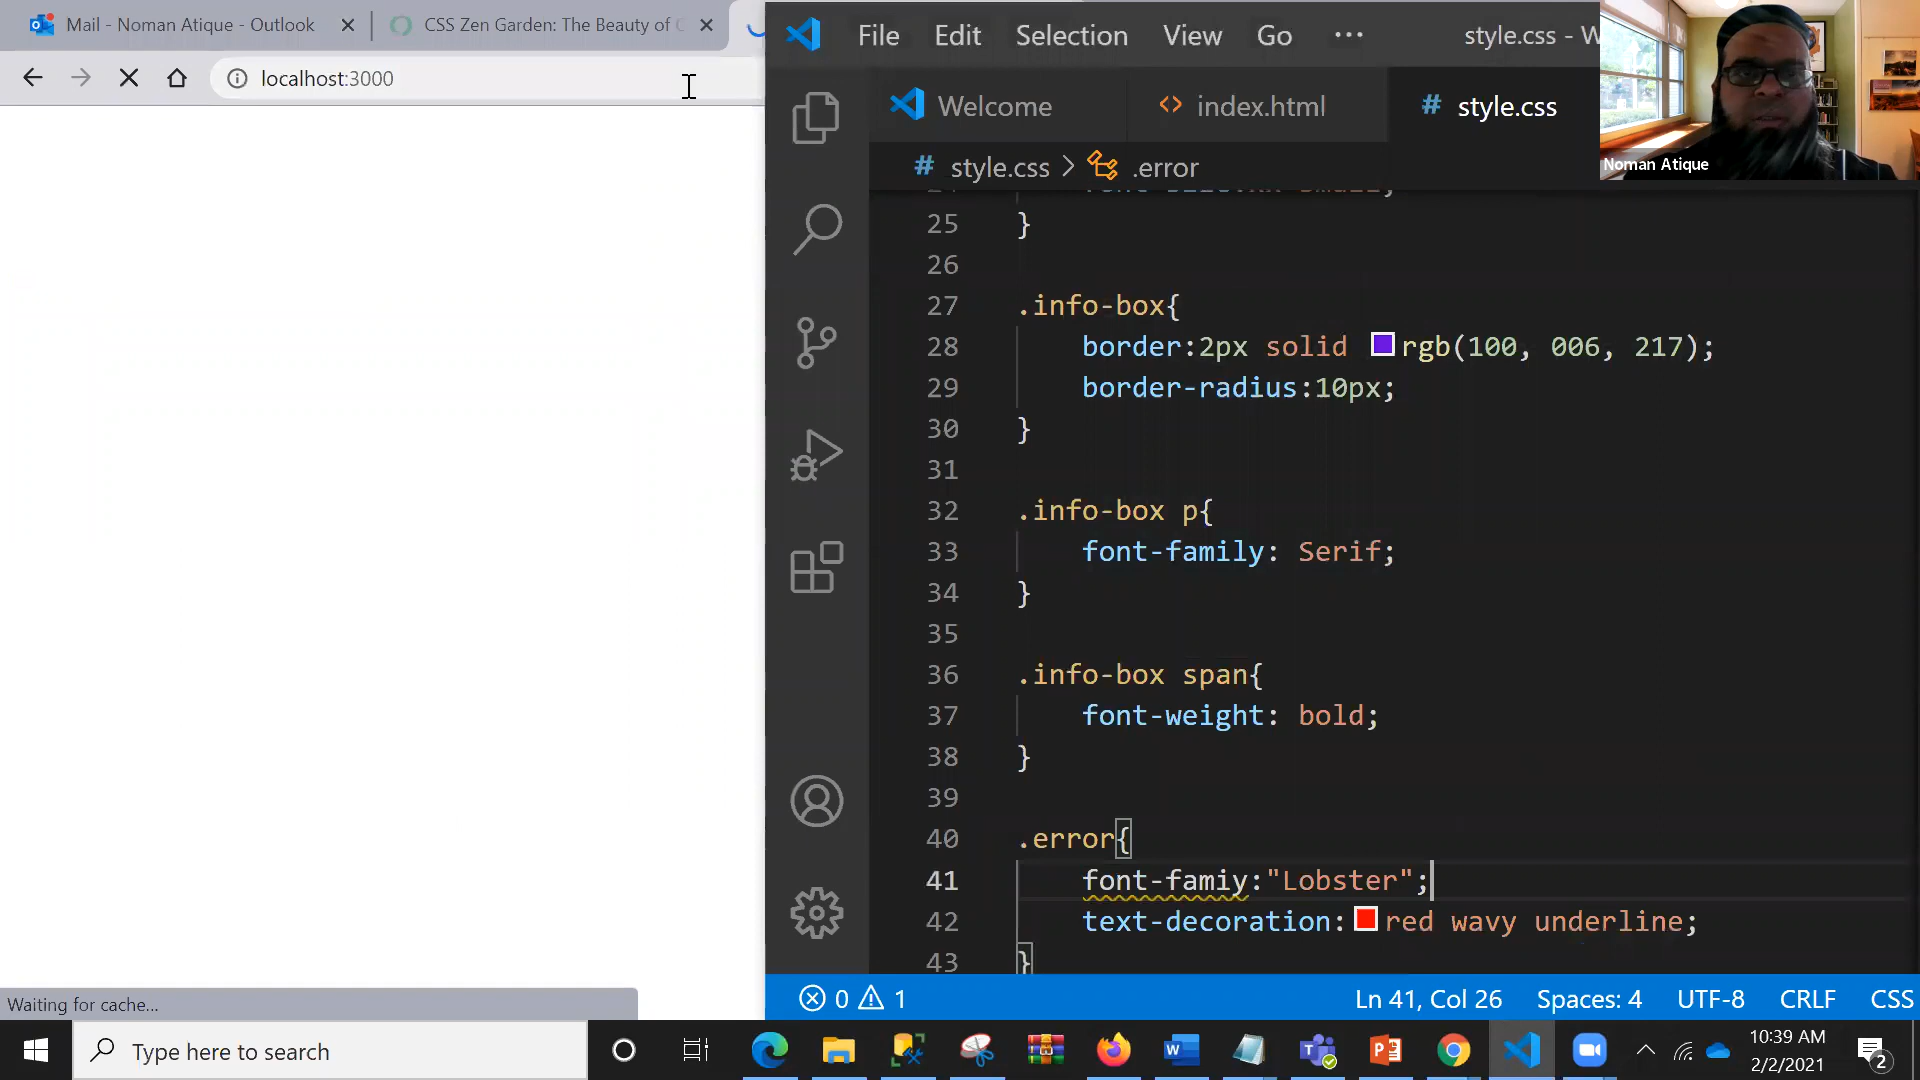 Mail - Noman Atique - Outlook
CSS Zen Garden: The Beauty of
localhost:3000
Waiting for cache...
File Edit Selection View Go ···
style.css - W
Welcome
index.html
# style.css
# style.css > .error
25 }
26
27 .info-box{
28 border:2px solid rgb(100, 006, 217);
29 border-radius:10px;
30 }
31
32 .info-box p{
33 font-family: Serif;
34 }
35
36 .info-box span{
37 font-weight: bold;
38 }
39
40 .error{
41 font-famiy:"Lobster";
42 text-decoration: red wavy underline;
43 }
0 1
Ln 41, Col 26 Spaces: 4 UTF-8 CRLF CSS
Noman Atique
Type here to search
10:39 AM
2/2/2021
2